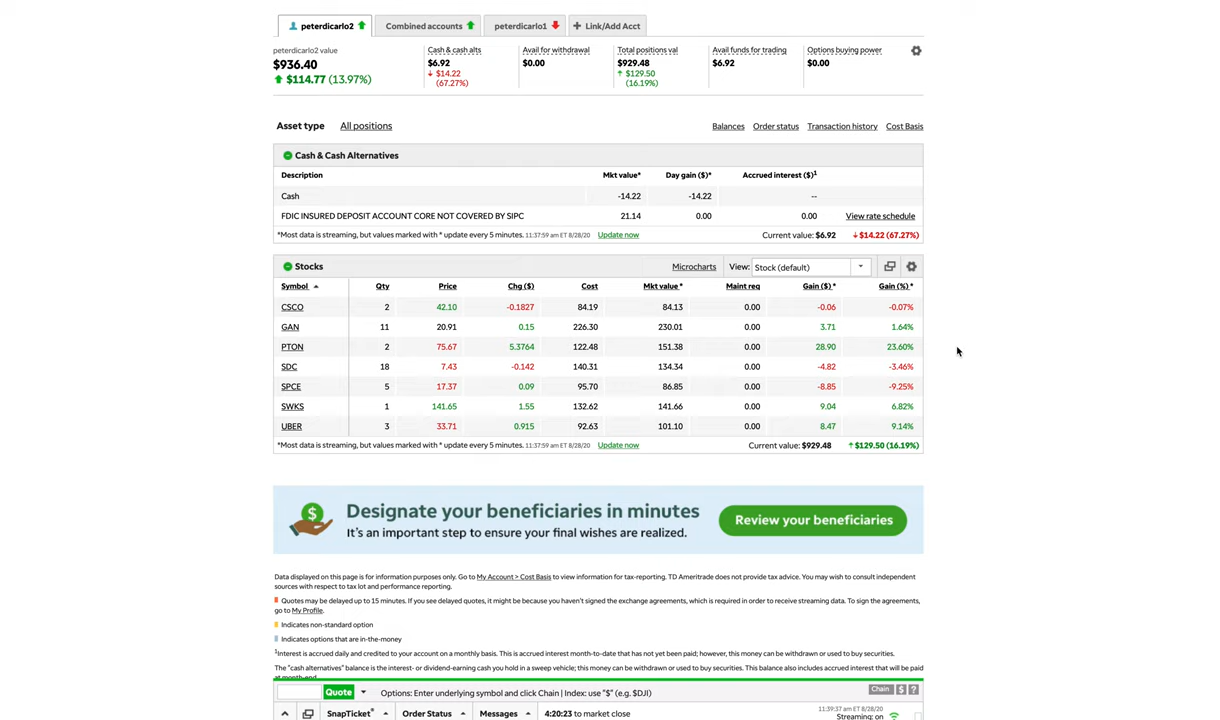 peterdicarlo2 Combined accounts peterdicarlo1 + Link/Add Acct
peterdicarlo2 value Cash & cash alts Avail for withdrawal Total positions val Avail funds for trading Options buying power
$936.40 $6.92 $0.00 $929.48 $6.92 $0.00
$114.77 (13.97%) $14.22 $129.50
(67.27%) (16.19%)
Asset type All positions Balances Order status Transaction history Cost Basis
Cash & Cash Alternatives
Description Mkt value* Day gain ($)* Accrued interest ($)1
Cash -14.22 -14.22 --
FDIC INSURED DEPOSIT ACCOUNT CORE NOT COVERED BY SIPC 21.14 0.00 0.00 View rate schedule
*Most data is streaming, but values marked with * update every 5 minutes. 11:37:59 am ET 8/28/20 Update now Current value: $6.92 $14.22 (67.27%)
Stocks Microcharts View: Stock (default)
Symbol Qty Price Chg ($) Cost Mkt value * Maint req Gain ($) * Gain (%) *
CSCO 2 42.10 -0.1827 84.19 84.13 0.00 -0.06 -0.07%
GAN 11 20.91 0.15 226.30 230.01 0.00 3.71 1.64%
PTON 2 75.67 5.3764 122.48 151.38 0.00 28.90 23.60%
SDC 18 7.43 -0.142 140.31 134.34 0.00 -4.82 -3.46%
SPCE 5 17.37 0.09 95.70 86.85 0.00 -8.85 -9.25%
SWKS 1 141.65 1.55 132.62 141.66 0.00 9.04 6.82%
UBER 3 33.71 0.915 92.63 101.10 0.00 8.47 9.14%
*Most data is streaming, but values marked with * update every 5 minutes. 11:37:59 am ET 8/28/20 Update now Current value: $929.48 $129.50 (16.19%)
$ Designate your beneficiaries in minutes
It's an important step to ensure your final wishes are realized.
Review your beneficiaries
Data displayed on this page is for information purposes only. Go to My Account > Cost Basis to view information for tax-reporting. TD Ameritrade does not provide tax advice. You may wish to consult independent
sources with respect to tax lot and performance reporting.
Quotes may be delayed up to 15 minutes. If you see delayed quotes, it might be because you haven't signed the exchange agreements, which is required in order to receive streaming data. To sign the agreements,
go to My Profile.
Indicates non-standard option
Indicates options that are in-the-money
1Interest is accrued daily and credited to your account on a monthly basis. This is accrued interest month-to-date that has not yet been paid; however, this money can be withdrawn or used to buy securities.
The "cash alternatives" balance is the interest- or dividend-earning cash you hold in a sweep vehicle; this money can be withdrawn or used to buy securities. This balance also includes accrued interest that will be paid
at month-end.
Quote Options: Enter underlying symbol and click Chain | Index: use "$" (e.g. $DJI) Chain $ ?
SnapTicket® Order Status Messages 4:20:23 to market close
11:39:37 am ET 8/28/20
Streaming: on